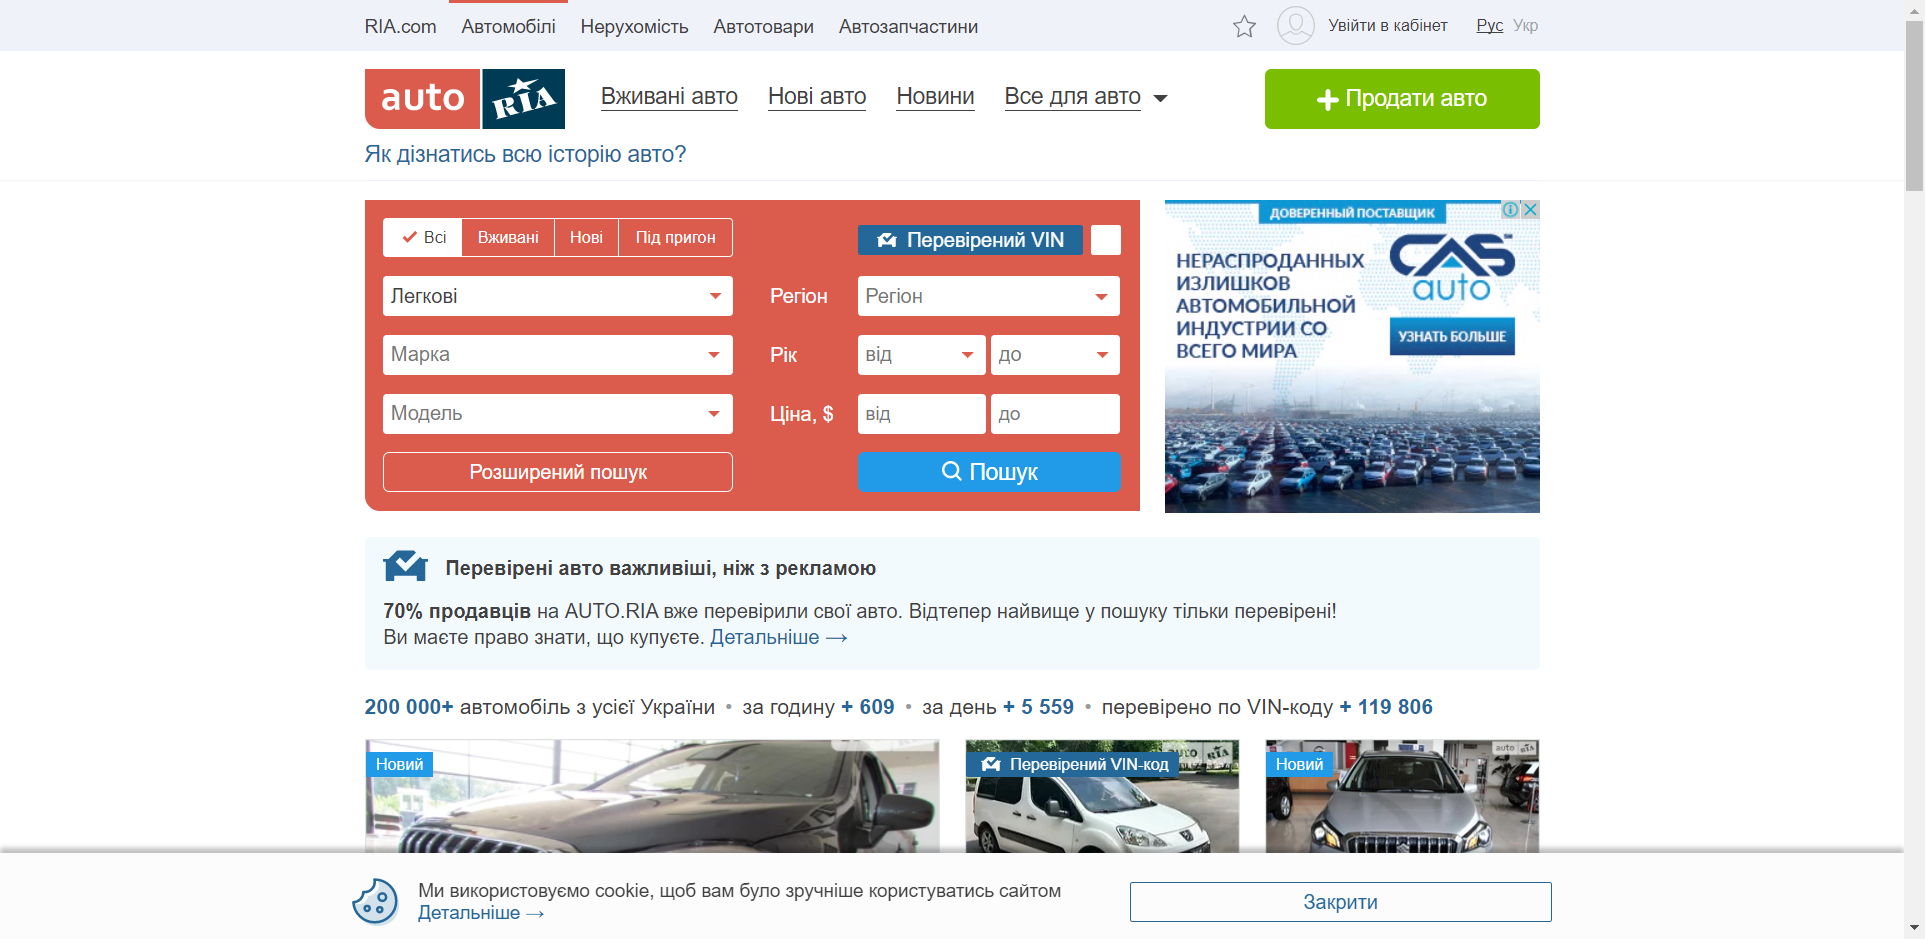 RIA.com Автомобілі Нерухомість Автотовари Автозапчастини Увійти в кабінет Рус Укр
auto RIA Вживані авто Нові авто Новини Все для авто Продати авто
Як дізнатись всю історію авто?
Всі Вживані Нові Під пригон Перевірений VIN
Легкові Регіон Регіон
Марка Рік від до
Модель Ціна, $ від до
Розширений пошук Пошук
ДОВЕРЕННЫЙ ПОСТАВЩИК
CAS auto
НЕРАСПРОДАННЫХ
ИЗЛИШКОВ
АВТОМОБИЛЬНОЙ
ИНДУСТРИИ СО
ВСЕГО МИРА
УЗНАТЬ БОЛЬШЕ
Перевірені авто важливіші, ніж з рекламою
70% продавців на AUTO.RIA вже перевірили свої авто. Відтепер найвище у пошуку тільки перевірені!
Ви маєте право знати, що купуєте. Детальніше →
200 000+ автомобіль з усієї України • за годину + 609 • за день + 5 559 • перевірено по VIN-коду + 119 806
Новий
Перевірений VIN-код
auto RIA
Новий
auto RIA
Ми використовуємо cookie, щоб вам було зручніше користуватись сайтом
Детальніше →
Закрити